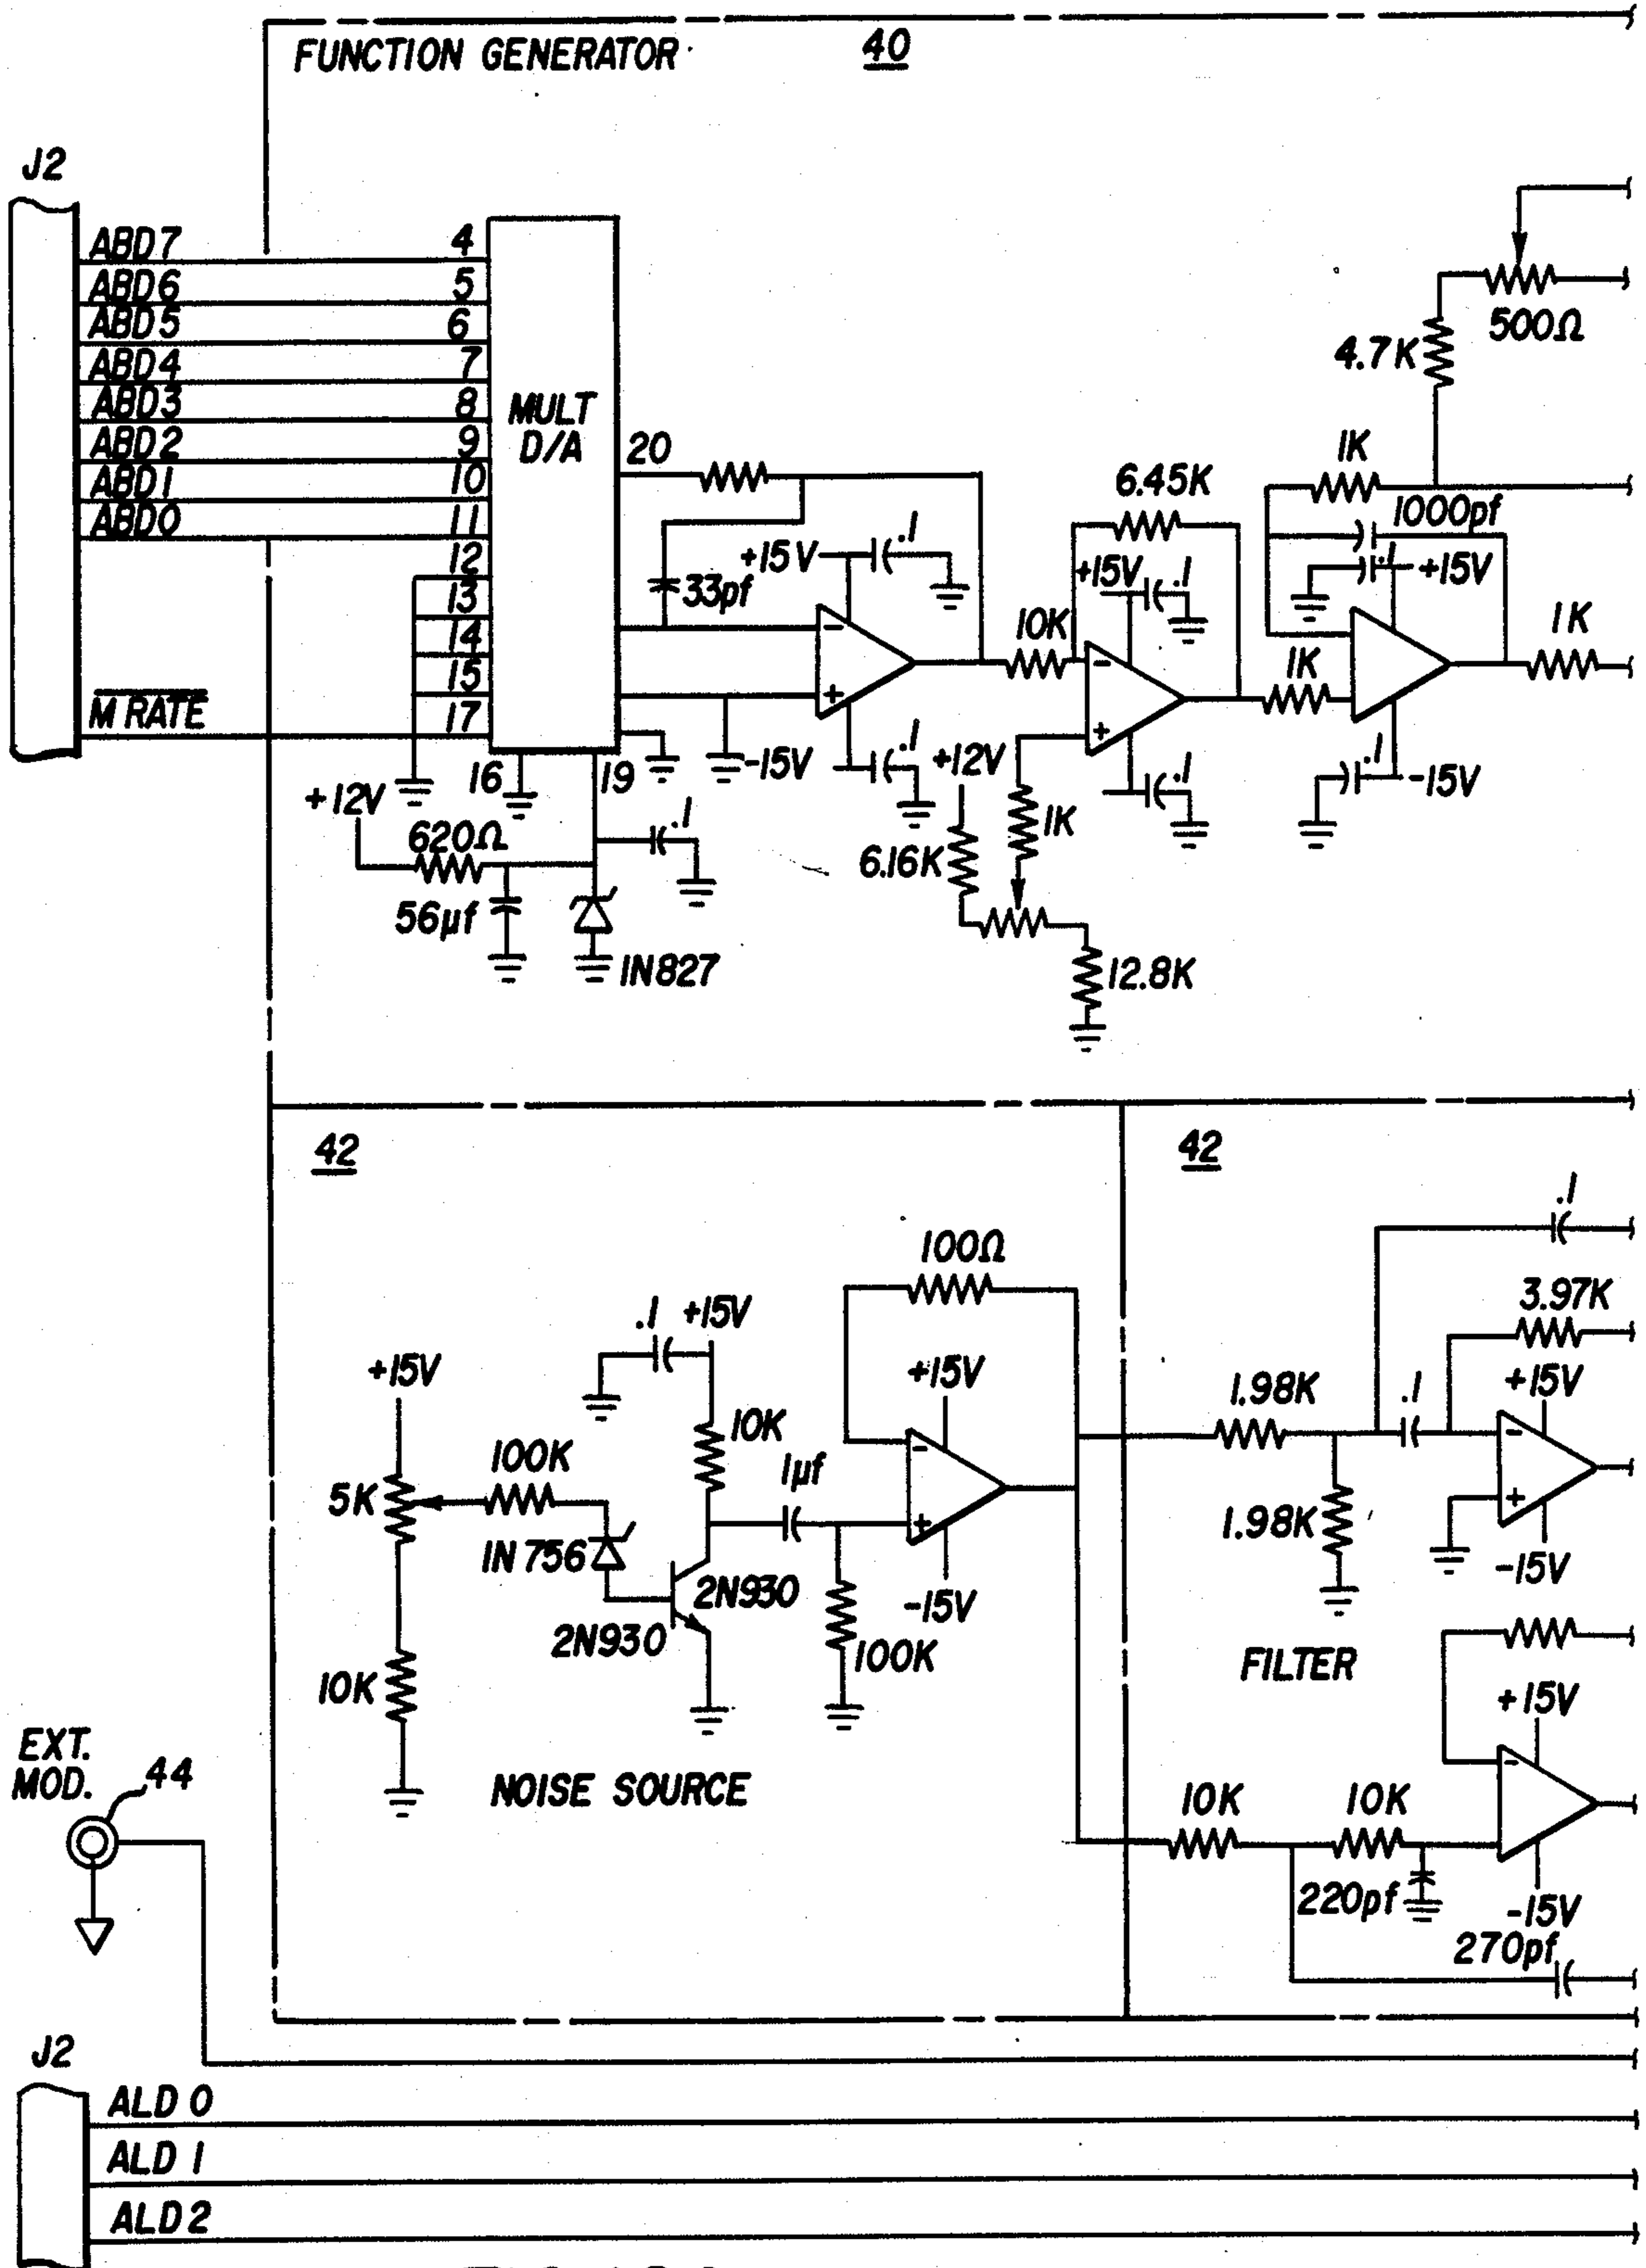 FUNCTION GENERATOR 40
J2
ABD7 4
ABD6 5
ABD5 6
ABD4 7
ABD3 8
ABD2 9
ABD1 10
ABD0 11
12
13
14
15
M RATE 17
MULT
D/A
20
16
19
33pf
+15V
.1
-15V
.1
+12V
620Ω
56µf
.1
1N827
10K
6.45K
+15V
.1
.1
+12V
6.16K
1K
12.8K
1K
1K
1000pf
.1
+15V
.1
-15V
1K
4.7K
500Ω
42
+15V
5K
10K
100K
1N756
2N930
2N930
.1
+15V
10K
1µf
100K
100Ω
+15V
-15V
NOISE SOURCE
42
.1
3.97K
1.98K
.1
+15V
1.98K
-15V
FILTER
+15V
10K
10K
220pf
-15V
270pf
EXT.
MOD.
44
J2
ALD 0
ALD 1
ALD 2